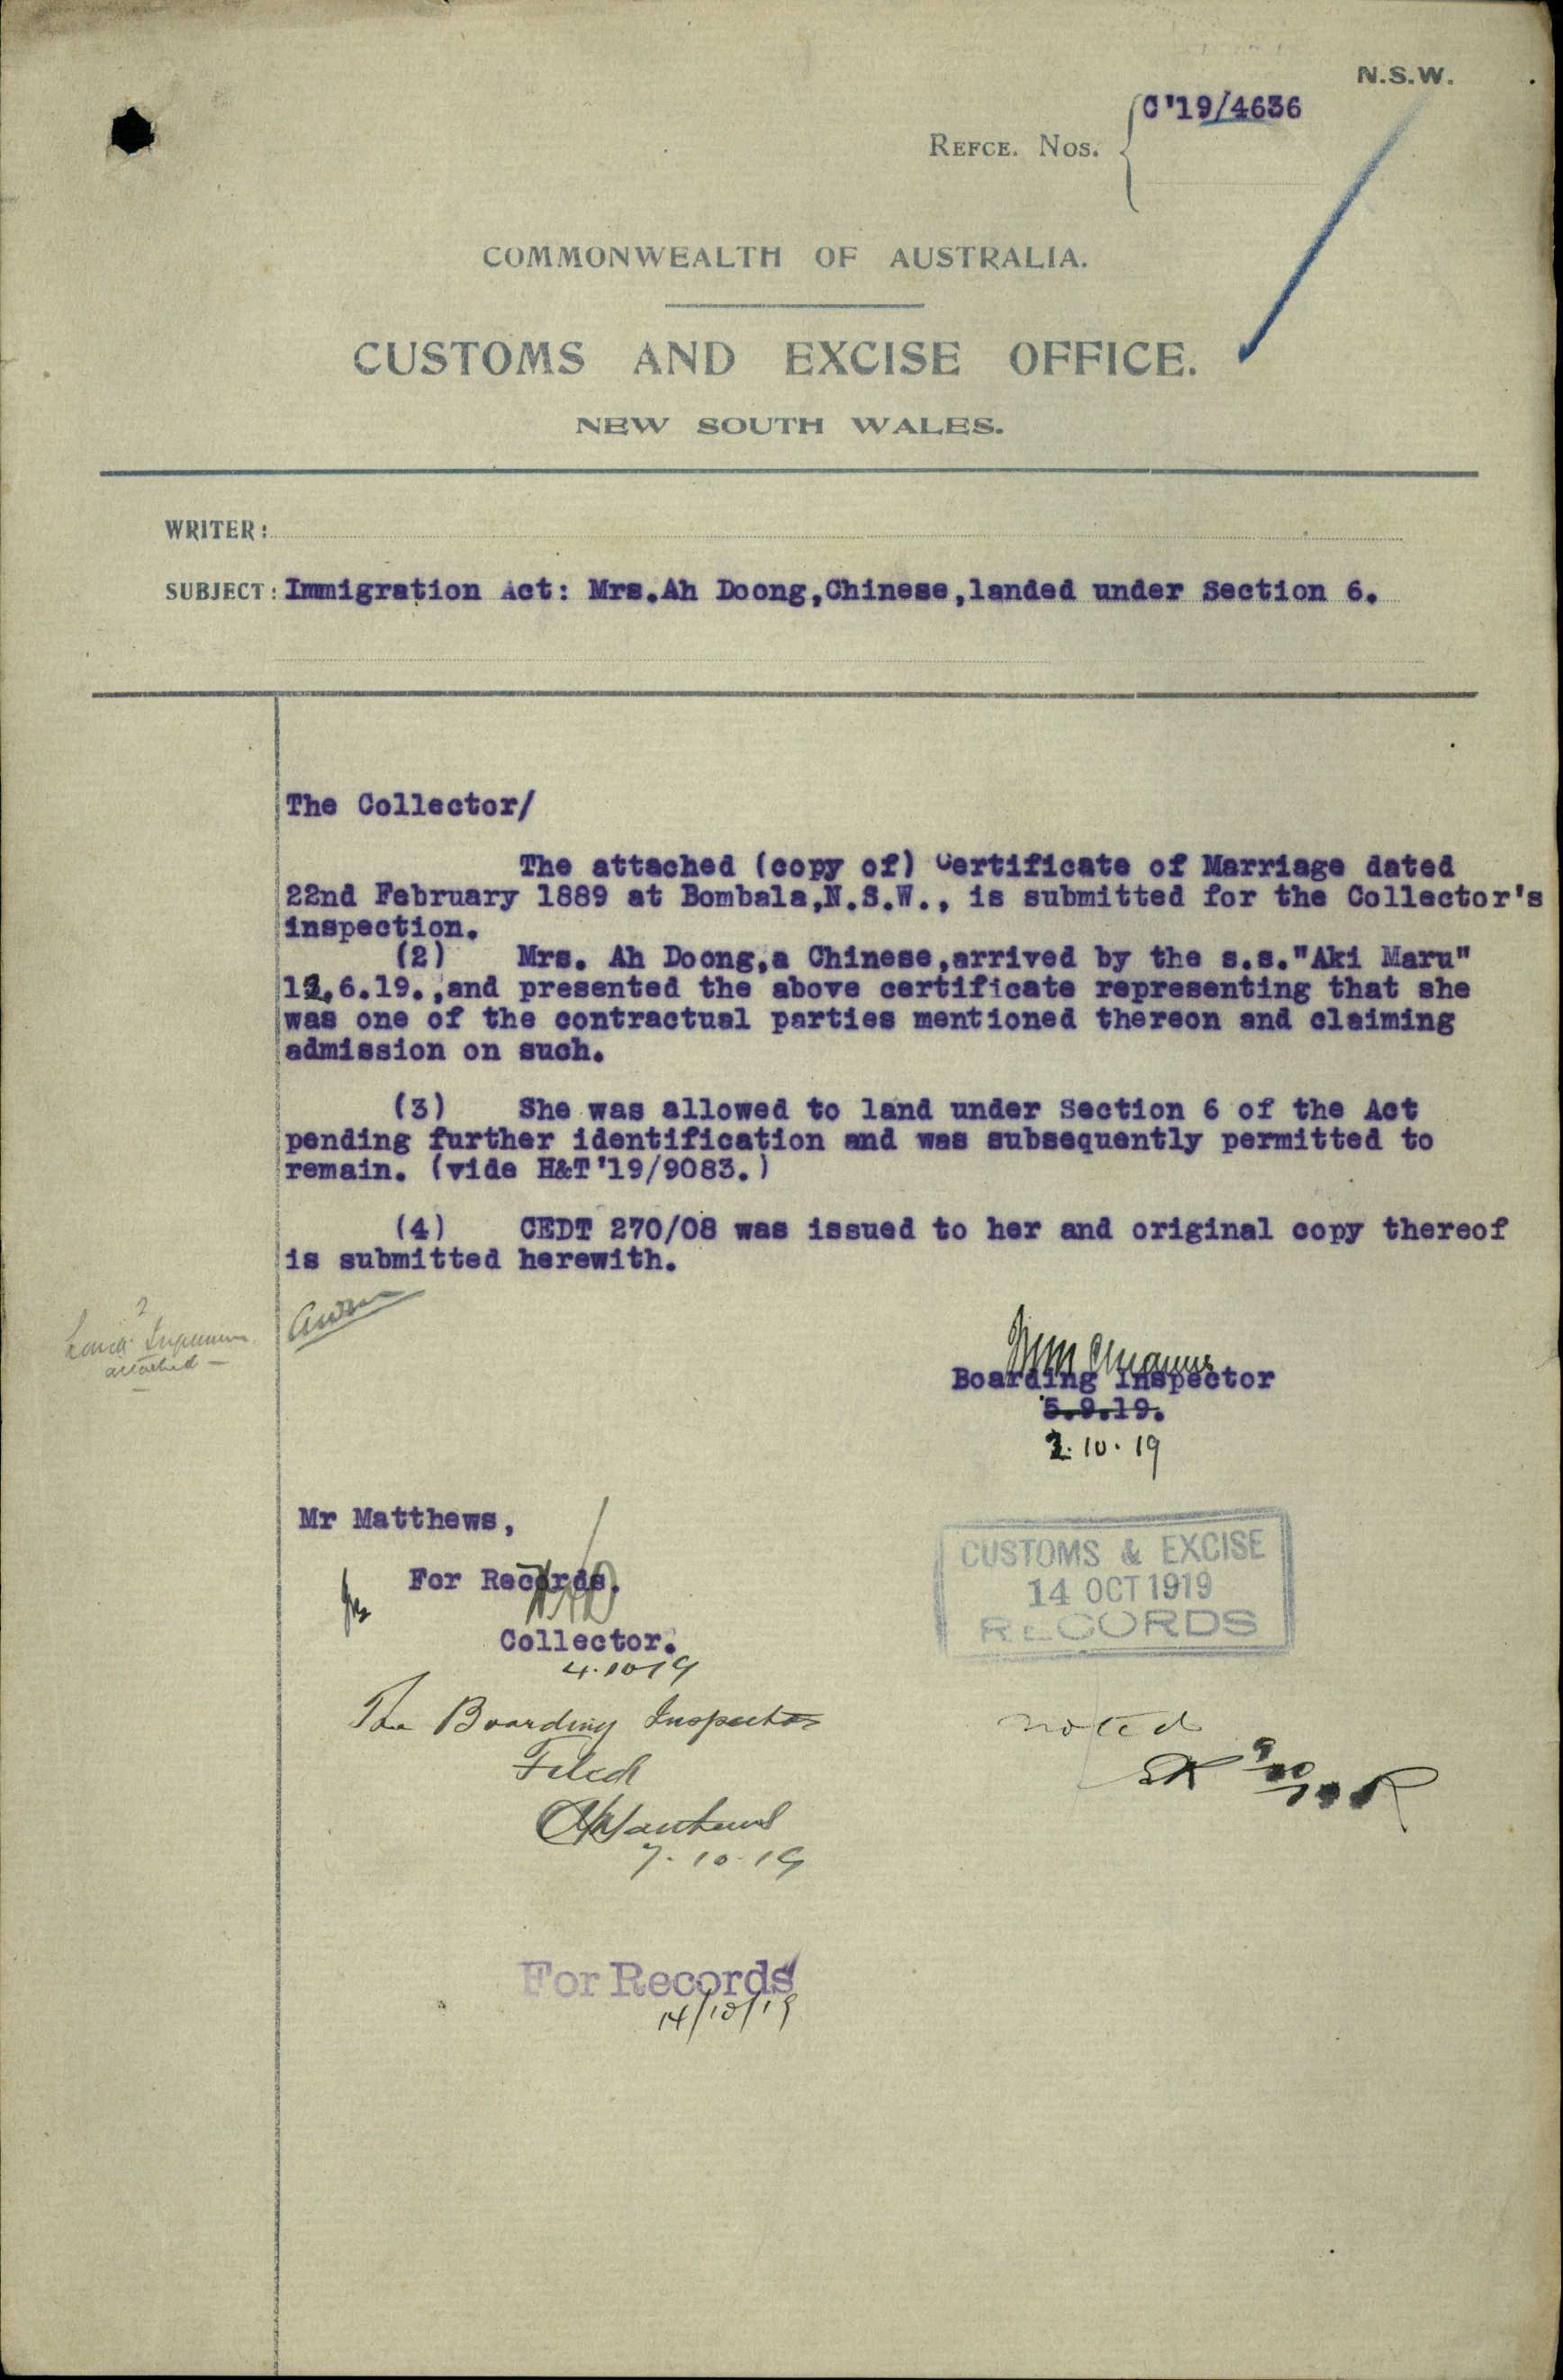 N.S.W.
C'19/4636
REFCE. NOS.
COMMONWEALTH OF AUSTRALIA.
CUSTOMS AND EXCISE OFFICE.
NEW SOUTH WALES.
WRITER:
SUBJECT: Immigration Act: Mrs.Ah Doong,Chinese,landed under Section 6.
The Collector/
The attached (copy of) Certificate of Marriage dated
22nd February 1889 at Bombala,N.S.W., is submitted for the Collector's
inspection.
(2) Mrs. Ah Doong,a Chinese,arrived by the s.s."Aki Maru"
.6.19.,and presented the above certificate representing that she
was one of the contractual parties mentioned thereon and claiming
admission on such.
(3) She was allowed to land under Section 6 of the Act
pending further identification and was subsequently permitted to
remain. (vide H&T'19/9083.)
(4) CEDT 270/08 was issued to her and original copy thereof
is submitted herewith.
attached —
Boarding Inspector
5.9.19.
2.10.19
Mr Matthews,
For Records.
Collector.
4.10 19
CUSTOMS & EXCISE
14 OCT 1919
RECORDS
The Boarding Inspector
Filed
noted
7.10.19
For Records
14/10/19